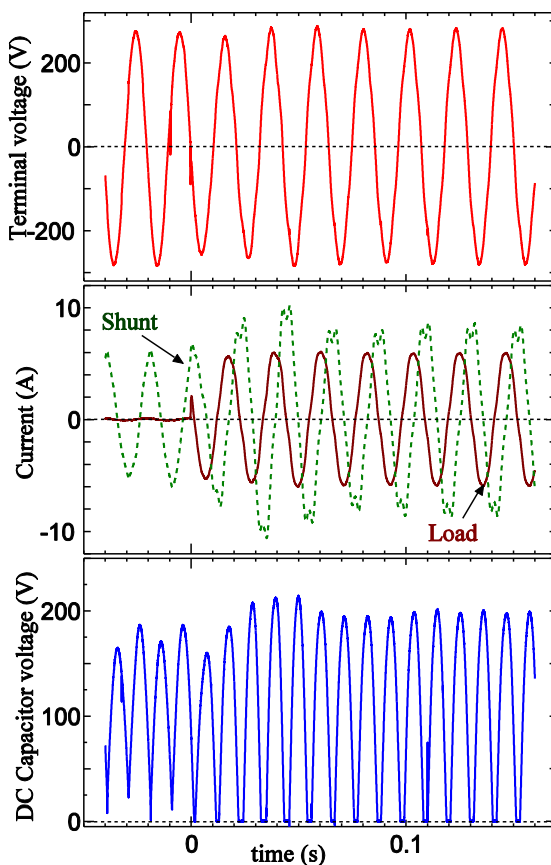 Terminal voltage (V)
200
0
-200
Current (A)
10
0
-10
Shunt
Load
DC Capacitor voltage (V)
200
100
0
0
0.1
time (s)